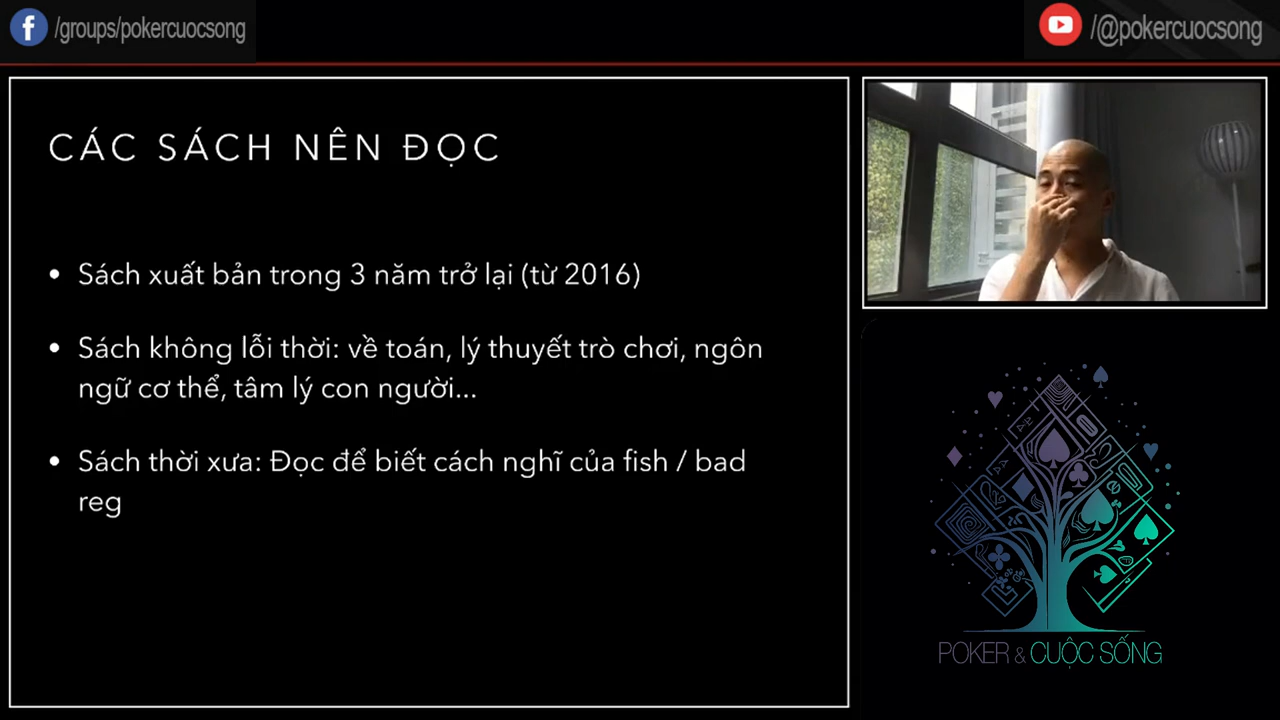 /groups/pokercuocsong
/@pokercuocsong
CÁC SÁCH NÊN ĐỌC
• Sách xuất bản trong 3 năm trở lại (từ 2016)
• Sách không lỗi thời: về toán, lý thuyết trò chơi, ngôn
ngữ cơ thể, tâm lý con người...
• Sách thời xưa: Đọc để biết cách nghĩ của fish / bad
reg
POKER & CUỘC SỐNG